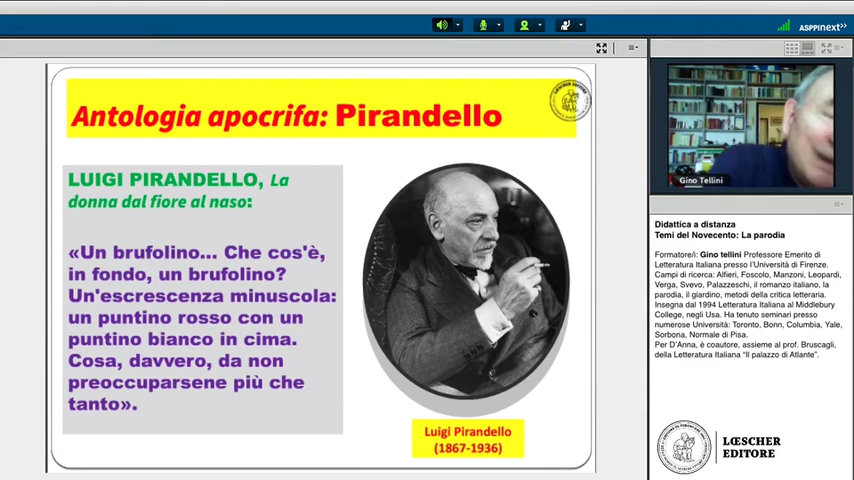 ASPPInext>>
Antologia apocrifa: Pirandello
LUIGI PIRANDELLO, La
donna dal fiore al naso:
«Un brufolino... Che cos'è,
in fondo, un brufolino?
Un'escrescenza minuscola:
un puntino rosso con un
puntino bianco in cima.
Cosa, davvero, da non
preoccuparsene più che
tanto».
Luigi Pirandello
(1867-1936)
Gino Tellini
Didattica a distanza
Temi del Novecento: La parodia
Formatore/i: Gino tellini Professore Emerito di
Letteratura Italiana presso l'Università di Firenze.
Campi di ricerca: Alfieri, Foscolo, Manzoni, Leopardi,
Verga, Svevo, Palazzeschi, il romanzo italiano, la
parodia, il giardino, metodi della critica letteraria.
Insegna dal 1994 Letteratura Italiana al Middlebury
College, negli Usa. Ha tenuto seminari presso
numerose Università: Toronto, Bonn, Columbia, Yale,
Sorbona, Normale di Pisa.
Per D'Anna, è coautore, assieme al prof. Bruscagli,
della Letteratura Italiana "Il palazzo di Atlante".
LŒSCHER
EDITORE